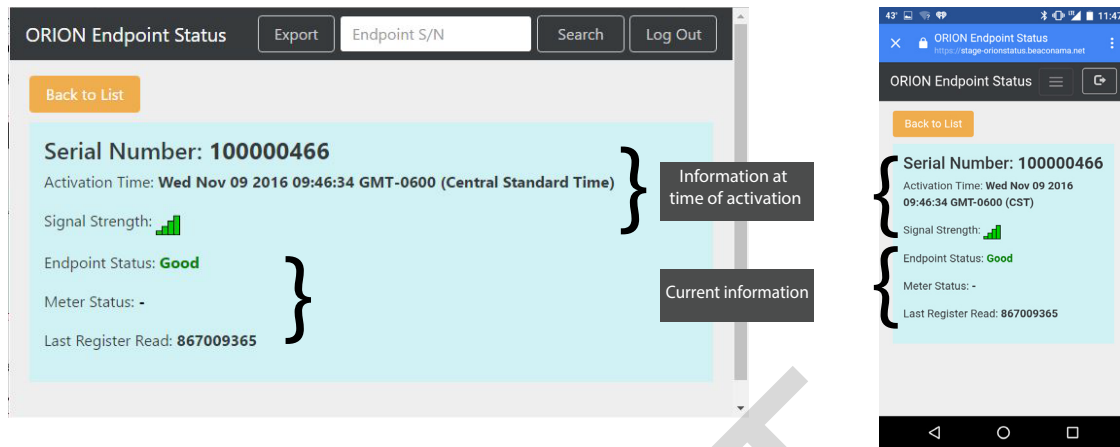 ORION Endpoint Status
Export
Endpoint S/N
Search
Log Out
Back to List
Serial Number: 100000466
Activation Time: Wed Nov 09 2016 09:46:34 GMT-0600 (Central Standard Time)
Signal Strength:
Endpoint Status: Good
Meter Status: -
Last Register Read: 867009365
Information at
time of activation
Current information
43°
11:47
ORION Endpoint Status
https://stage-orionstatus.beaconama.net
ORION Endpoint Status
Back to List
Serial Number: 100000466
Activation Time: Wed Nov 09 2016
09:46:34 GMT-0600 (CST)
Signal Strength:
Endpoint Status: Good
Meter Status: -
Last Register Read: 867009365